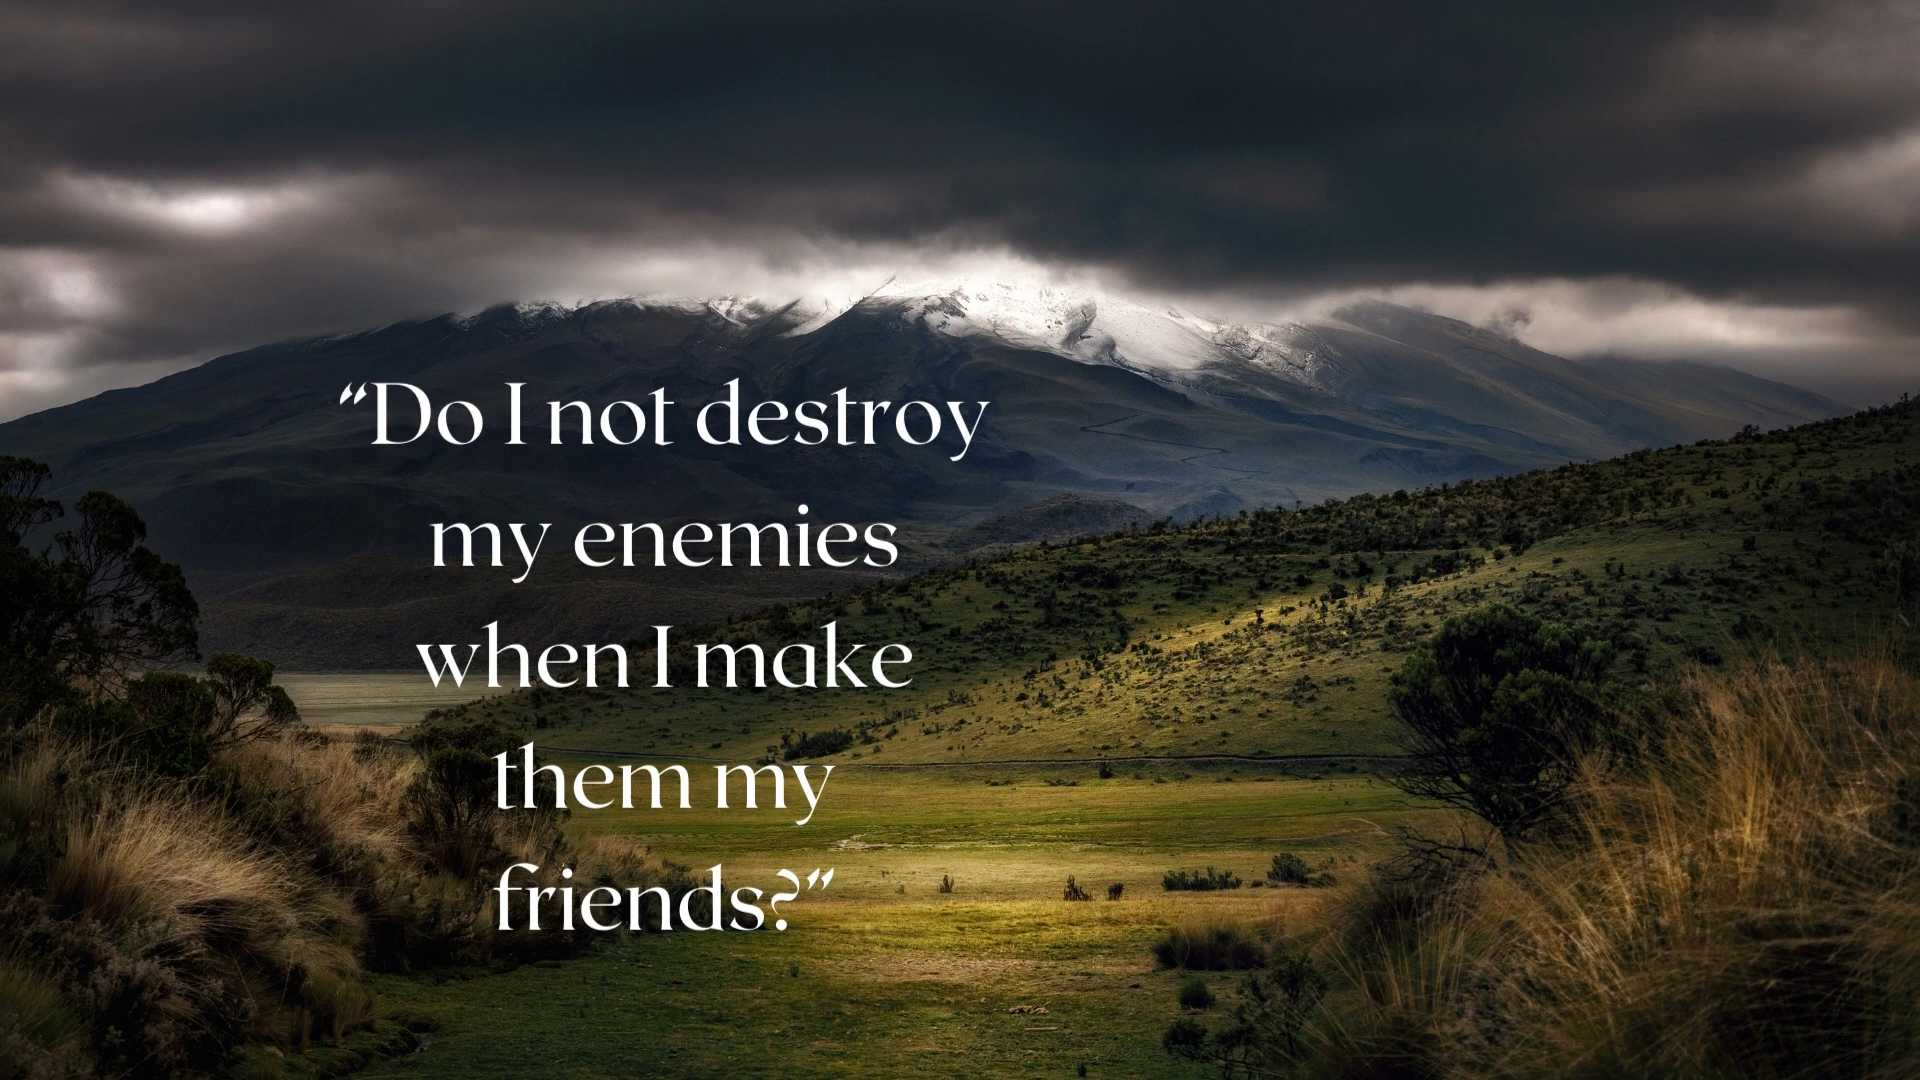 “Do I not destroy
my enemies
when I make
them my
friends?”